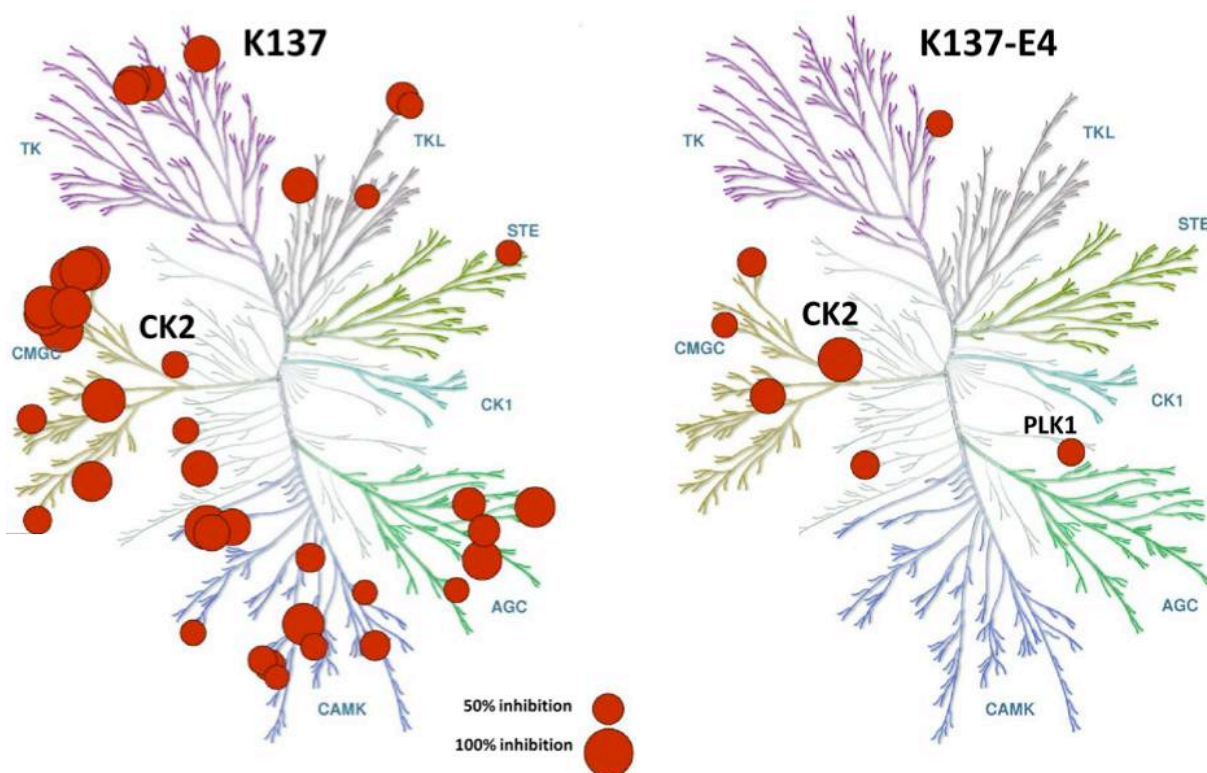 K137
TK
TKL
STE
CK2
CMGC
CK1
AGC
CAMK
50% inhibition
100% inhibition
K137-E4
TK
TKL
STE
CK2
CMGC
CK1
PLK1
AGC
CAMK